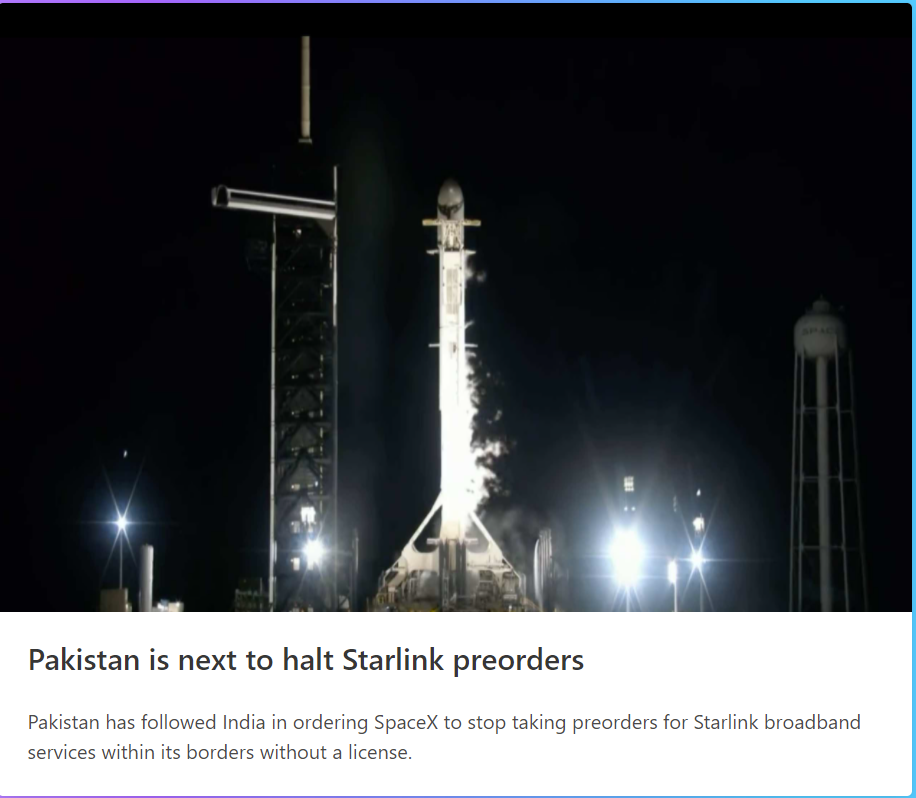 Pakistan is next to halt Starlink preorders
Pakistan has followed India in ordering SpaceX to stop taking preorders for Starlink broadband
services within its borders without a license.